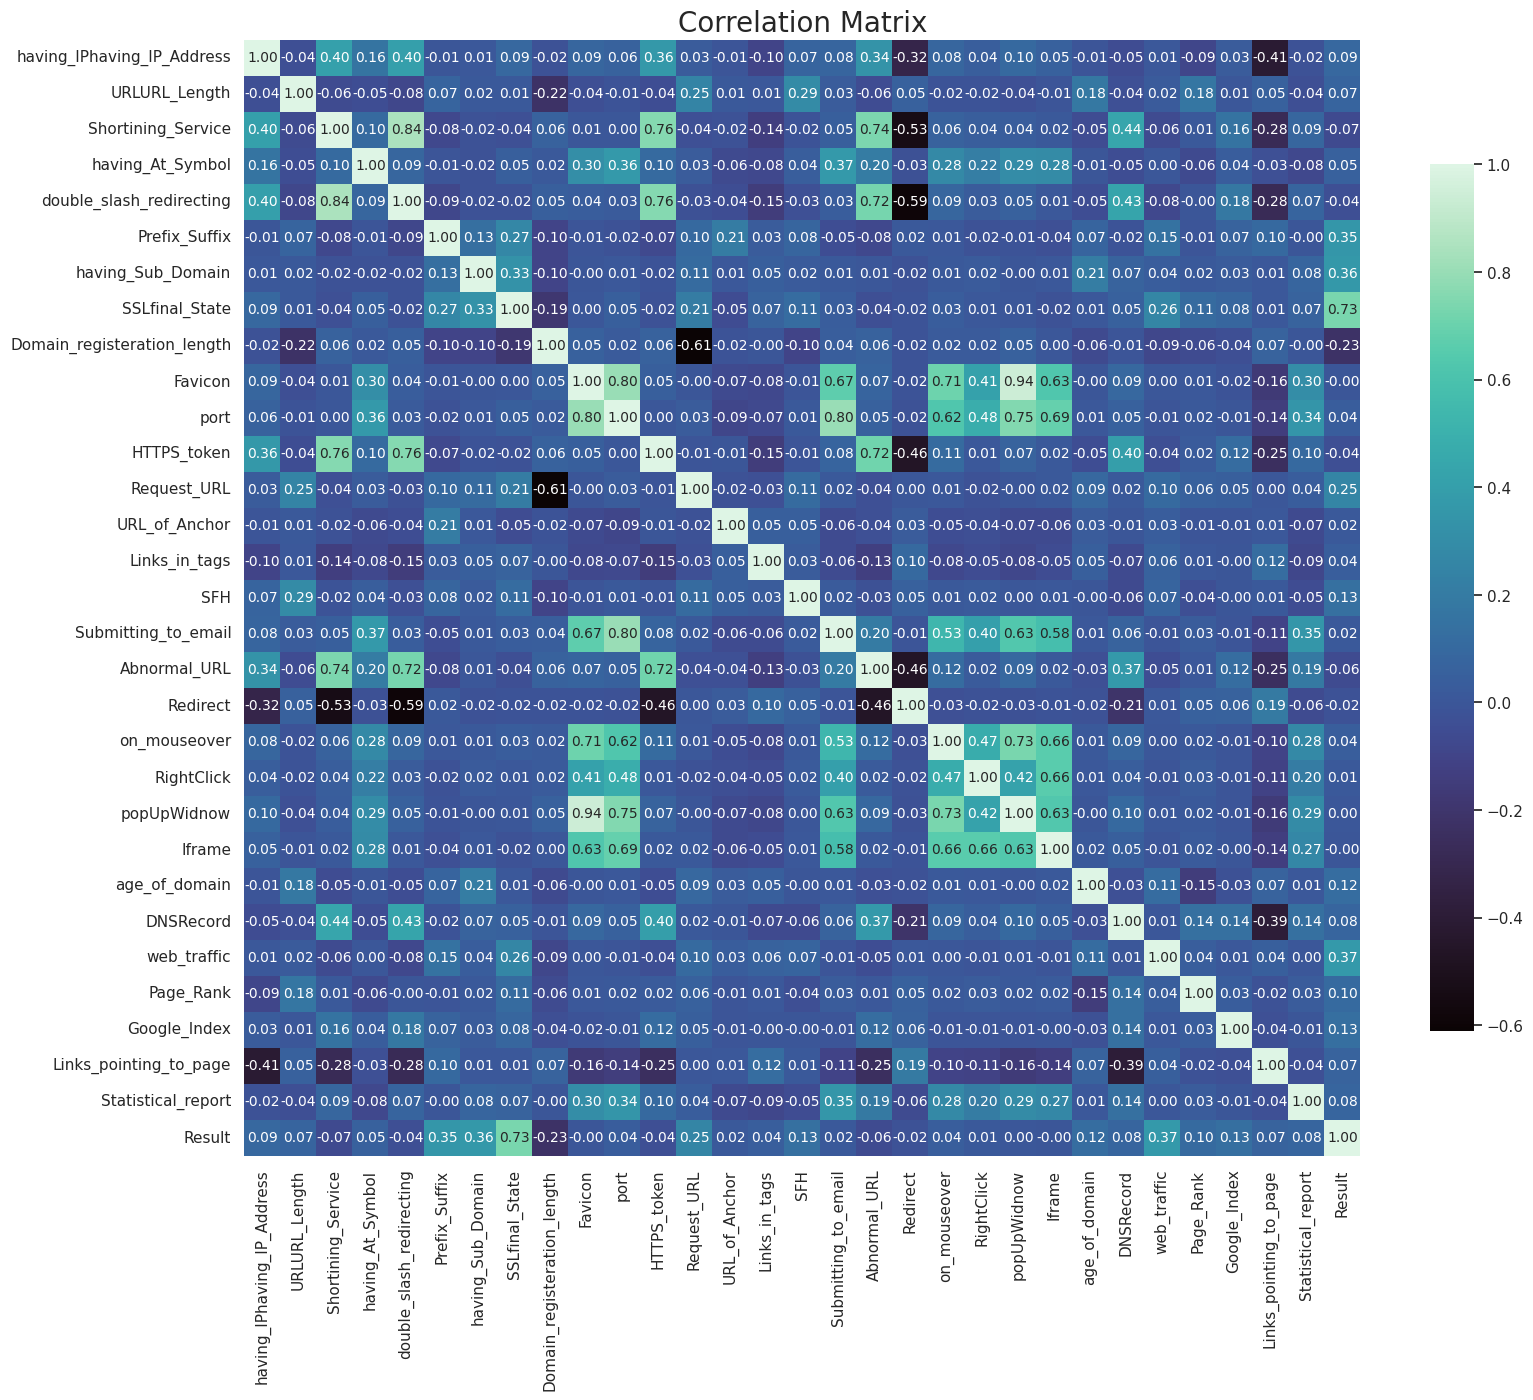 Correlation Matrix
having_IPhaving_IP_Address 1.00 -0.04 0.40 0.16 0.40 -0.01 0.01 0.09 -0.02 0.09 0.06 0.36 0.03 -0.01 -0.10 0.07 0.08 0.34 -0.32 0.08 0.04 0.10 0.05 -0.01 -0.05 0.01 -0.09 0.03 -0.41 -0.02 0.09
URLURL_Length -0.04 1.00 -0.06 -0.05 -0.08 0.07 0.02 0.01 -0.22 -0.04 -0.01 -0.04 0.25 0.01 0.01 0.29 0.03 -0.06 0.05 -0.02 -0.02 -0.04 -0.01 0.18 -0.04 0.02 0.18 0.01 0.05 -0.04 0.07
Shortining_Service 0.40 -0.06 1.00 0.10 0.84 -0.08 -0.02 -0.04 0.06 0.01 0.00 0.76 -0.04 -0.02 -0.14 -0.02 0.05 0.74 -0.53 0.06 0.04 0.04 0.02 -0.05 0.44 -0.06 0.01 0.16 -0.28 0.09 -0.07
having_At_Symbol 0.16 -0.05 0.10 1.00 0.09 -0.01 -0.02 0.05 0.02 0.30 0.36 0.10 0.03 -0.06 -0.08 0.04 0.37 0.20 -0.03 0.28 0.22 0.29 0.28 -0.01 -0.05 0.00 -0.06 0.04 -0.03 -0.08 0.05
double_slash_redirecting 0.40 -0.08 0.84 0.09 1.00 -0.09 -0.02 -0.02 0.05 0.04 0.03 0.76 -0.03 -0.04 -0.15 -0.03 0.03 0.72 -0.59 0.09 0.03 0.05 0.01 -0.05 0.43 -0.08 -0.00 0.18 -0.28 0.07 -0.04
Prefix_Suffix -0.01 0.07 -0.08 -0.01 -0.09 1.00 0.13 0.27 -0.10 -0.01 -0.02 -0.07 0.10 0.21 0.03 0.08 -0.05 -0.08 0.02 0.01 -0.02 -0.01 -0.04 0.07 -0.02 0.15 -0.01 0.07 0.10 -0.00 0.35
having_Sub_Domain 0.01 0.02 -0.02 -0.02 -0.02 0.13 1.00 0.33 -0.10 -0.00 0.01 -0.02 0.11 0.01 0.05 0.02 0.01 0.01 -0.02 0.01 0.02 -0.00 0.01 0.21 0.07 0.04 0.02 0.03 0.01 0.08 0.36
SSLfinal_State 0.09 0.01 -0.04 0.05 -0.02 0.27 0.33 1.00 -0.19 0.00 0.05 -0.02 0.21 -0.05 0.07 0.11 0.03 -0.04 -0.02 0.03 0.01 0.01 -0.02 0.01 0.05 0.26 0.11 0.08 0.01 0.07 0.73
Domain_registeration_length -0.02 -0.22 0.06 0.02 0.05 -0.10 -0.10 -0.19 1.00 0.05 0.02 0.06 -0.61 -0.02 -0.00 -0.10 0.04 0.06 -0.02 0.02 0.02 0.05 0.00 -0.06 -0.01 -0.09 -0.06 -0.04 0.07 -0.00 -0.23
Favicon 0.09 -0.04 0.01 0.30 0.04 -0.01 -0.00 0.00 0.05 1.00 0.80 0.05 -0.00 -0.07 -0.08 -0.01 0.67 0.07 -0.02 0.71 0.41 0.94 0.63 -0.00 0.09 0.00 0.01 -0.02 -0.16 0.30 -0.00
port 0.06 -0.01 0.00 0.36 0.03 -0.02 0.01 0.05 0.02 0.80 1.00 0.00 0.03 -0.09 -0.07 0.01 0.80 0.05 -0.02 0.62 0.48 0.75 0.69 0.01 0.05 -0.01 0.02 -0.01 -0.14 0.34 0.04
HTTPS_token 0.36 -0.04 0.76 0.10 0.76 -0.07 -0.02 -0.02 0.06 0.05 0.00 1.00 -0.01 -0.01 -0.15 -0.01 0.08 0.72 -0.46 0.11 0.01 0.07 0.02 -0.05 0.40 -0.04 0.02 0.12 -0.25 0.10 -0.04
Request_URL 0.03 0.25 -0.04 0.03 -0.03 0.10 0.11 0.21 -0.61 -0.00 0.03 -0.01 1.00 -0.02 -0.03 0.11 0.02 -0.04 0.00 0.01 -0.02 -0.00 0.02 0.09 0.02 0.10 0.06 0.05 0.00 0.04 0.25
URL_of_Anchor -0.01 0.01 -0.02 -0.06 -0.04 0.21 0.01 -0.05 -0.02 -0.07 -0.09 -0.01 -0.02 1.00 0.05 0.05 -0.06 -0.04 0.03 -0.05 -0.04 -0.07 -0.06 0.03 -0.01 0.03 -0.01 -0.01 0.01 -0.07 0.02
Links_in_tags -0.10 0.01 -0.14 -0.08 -0.15 0.03 0.05 0.07 -0.00 -0.08 -0.07 -0.15 -0.03 0.05 1.00 0.03 -0.06 -0.13 0.10 -0.08 -0.05 -0.08 -0.05 0.05 -0.07 0.06 0.01 -0.00 0.12 -0.09 0.04
SFH 0.07 0.29 -0.02 0.04 -0.03 0.08 0.02 0.11 -0.10 -0.01 0.01 -0.01 0.11 0.05 0.03 1.00 0.02 -0.03 0.05 0.01 0.02 0.00 0.01 -0.00 -0.06 0.07 -0.04 -0.00 0.01 -0.05 0.13
Submitting_to_email 0.08 0.03 0.05 0.37 0.03 -0.05 0.01 0.03 0.04 0.67 0.80 0.08 0.02 -0.06 -0.06 0.02 1.00 0.20 -0.01 0.53 0.40 0.63 0.58 0.01 0.06 -0.01 0.03 -0.01 -0.11 0.35 0.02
Abnormal_URL 0.34 -0.06 0.74 0.20 0.72 -0.08 0.01 -0.04 0.06 0.07 0.05 0.72 -0.04 -0.04 -0.13 -0.03 0.20 1.00 -0.46 0.12 0.02 0.09 0.02 -0.03 0.37 -0.05 0.01 0.12 -0.25 0.19 -0.06
Redirect -0.32 0.05 -0.53 -0.03 -0.59 0.02 -0.02 -0.02 -0.02 -0.02 -0.02 -0.46 0.00 0.03 0.10 0.05 -0.01 -0.46 1.00 -0.03 -0.02 -0.03 -0.01 -0.02 -0.21 0.01 0.05 0.06 0.19 -0.06 -0.02
on_mouseover 0.08 -0.02 0.06 0.28 0.09 0.01 0.01 0.03 0.02 0.71 0.62 0.11 0.01 -0.05 -0.08 0.01 0.53 0.12 -0.03 1.00 0.47 0.73 0.66 0.01 0.09 0.00 0.02 -0.01 -0.10 0.28 0.04
RightClick 0.04 -0.02 0.04 0.22 0.03 -0.02 0.02 0.01 0.02 0.41 0.48 0.01 -0.02 -0.04 -0.05 0.02 0.40 0.02 -0.02 0.47 1.00 0.42 0.66 0.01 0.04 -0.01 0.03 -0.01 -0.11 0.20 0.01
popUpWidnow 0.10 -0.04 0.04 0.29 0.05 -0.01 -0.00 0.01 0.05 0.94 0.75 0.07 -0.00 -0.07 -0.08 0.00 0.63 0.09 -0.03 0.73 0.42 1.00 0.63 -0.00 0.10 0.01 0.02 -0.01 -0.16 0.29 0.00
Iframe 0.05 -0.01 0.02 0.28 0.01 -0.04 0.01 -0.02 0.00 0.63 0.69 0.02 0.02 -0.06 -0.05 0.01 0.58 0.02 -0.01 0.66 0.66 0.63 1.00 0.02 0.05 -0.01 0.02 -0.00 -0.14 0.27 -0.00
age_of_domain -0.01 0.18 -0.05 -0.01 -0.05 0.07 0.21 0.01 -0.06 -0.00 0.01 -0.05 0.09 0.03 0.05 -0.00 0.01 -0.03 -0.02 0.01 0.01 -0.00 0.02 1.00 -0.03 0.11 -0.15 -0.03 0.07 0.01 0.12
DNSRecord -0.05 -0.04 0.44 -0.05 0.43 -0.02 0.07 0.05 -0.01 0.09 0.05 0.40 0.02 -0.01 -0.07 -0.06 0.06 0.37 -0.21 0.09 0.04 0.10 0.05 -0.03 1.00 0.01 0.14 0.14 -0.39 0.14 0.08
web_traffic 0.01 0.02 -0.06 0.00 -0.08 0.15 0.04 0.26 -0.09 0.00 -0.01 -0.04 0.10 0.03 0.06 0.07 -0.01 -0.05 0.01 0.00 -0.01 0.01 -0.01 0.11 0.01 1.00 0.04 0.01 0.04 0.00 0.37
Page_Rank -0.09 0.18 0.01 -0.06 -0.00 -0.01 0.02 0.11 -0.06 0.01 0.02 0.02 0.06 -0.01 0.01 -0.04 0.03 0.01 0.05 0.02 0.03 0.02 0.02 -0.15 0.14 0.04 1.00 0.03 -0.02 0.03 0.10
Google_Index 0.03 0.01 0.16 0.04 0.18 0.07 0.03 0.08 -0.04 -0.02 -0.01 0.12 0.05 -0.01 -0.00 -0.00 -0.01 0.12 0.06 -0.01 -0.01 -0.01 -0.00 -0.03 0.14 0.01 0.03 1.00 -0.04 -0.01 0.13
Links_pointing_to_page -0.41 0.05 -0.28 -0.03 -0.28 0.10 0.01 0.01 0.07 -0.16 -0.14 -0.25 0.00 0.01 0.12 0.01 -0.11 -0.25 0.19 -0.10 -0.11 -0.16 -0.14 0.07 -0.39 0.04 -0.02 -0.04 1.00 -0.04 0.07
Statistical_report -0.02 -0.04 0.09 -0.08 0.07 -0.00 0.08 0.07 -0.00 0.30 0.34 0.10 0.04 -0.07 -0.09 -0.05 0.35 0.19 -0.06 0.28 0.20 0.29 0.27 0.01 0.14 0.00 0.03 -0.01 -0.04 1.00 0.08
Result 0.09 0.07 -0.07 0.05 -0.04 0.35 0.36 0.73 -0.23 -0.00 0.04 -0.04 0.25 0.02 0.04 0.13 0.02 -0.06 -0.02 0.04 0.01 0.00 -0.00 0.12 0.08 0.37 0.10 0.13 0.07 0.08 1.00
having_IPhaving_IP_Address
URLURL_Length
Shortining_Service
having_At_Symbol
double_slash_redirecting
Prefix_Suffix
having_Sub_Domain
SSLfinal_State
Domain_registeration_length
Favicon
port
HTTPS_token
Request_URL
URL_of_Anchor
Links_in_tags
SFH
Submitting_to_email
Abnormal_URL
Redirect
on_mouseover
RightClick
popUpWidnow
Iframe
age_of_domain
DNSRecord
web_traffic
Page_Rank
Google_Index
Links_pointing_to_page
Statistical_report
Result
1.0
0.8
0.6
0.4
0.2
0.0
−0.2
−0.4
−0.6